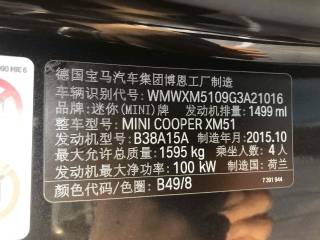 德国宝马汽车集团博恩工厂制造
车辆识别代号: WMWXM5109G3A21016
品牌: 迷你(MINI)牌 发动机排量: 1499 ml
整车型号: MINI COOPER XM51
发动机型号: B38A15A 制造年月: 2015.10
最大允许总质量: 1595 kg 乘坐人数: 4人
发动机最大净功率: 100 kW 制造国: 荷兰
颜色代码/色圈: B49/8
7 391 944